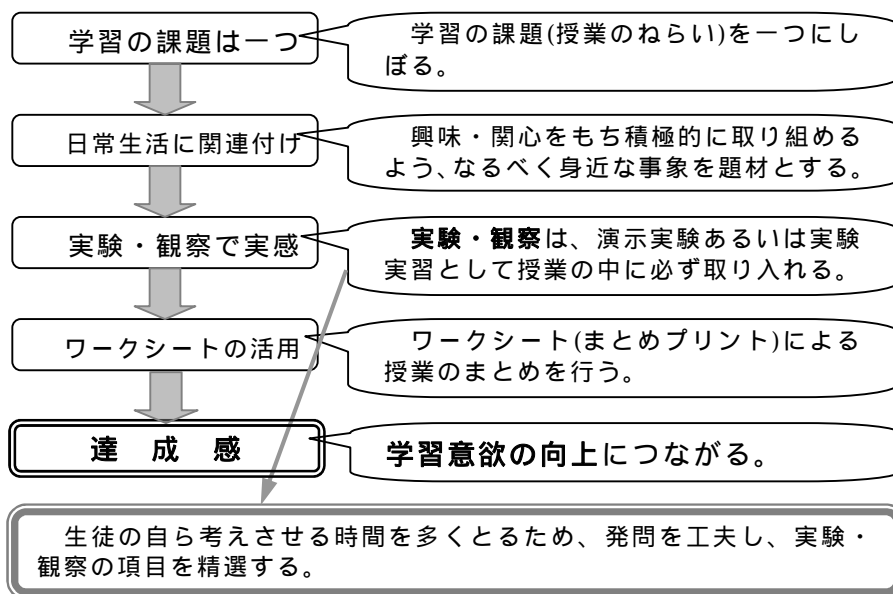 学習の課題は一つ
学習の課題(授業のねらい)を一つにし
ぼる。
日常生活に関連付け
興味・関心をもち積極的に取り組める
よう、なるべく身近な事象を題材とする。
実験・観察で実感
実験・観察は、演示実験あるいは実験
実習として授業の中に必ず取り入れる。
ワークシートの活用
ワークシート(まとめプリント)による
授業のまとめを行う。
達成感
学習意欲の向上につながる。
生徒の自ら考えさせる時間を多くとるため、発問を工夫し、実験・
観察の項目を精選する。